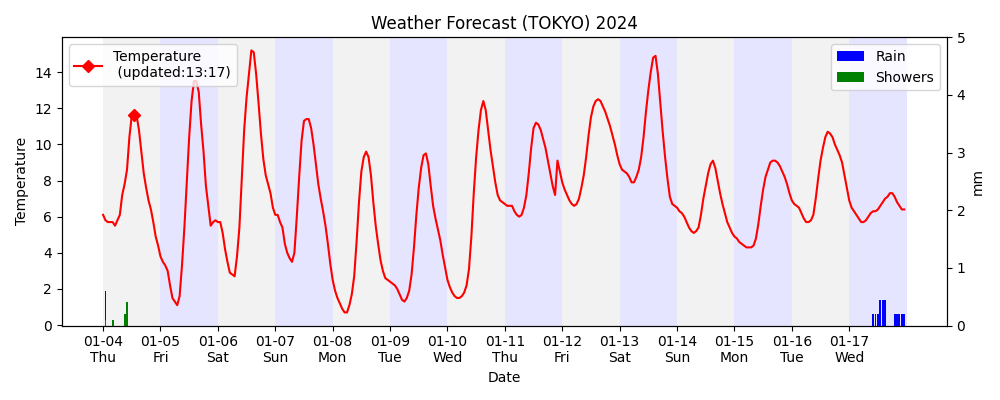 Weather Forecast (TOKYO) 2024
Temperature
(updated:13:17)
Rain
Showers
Temperature
14
12
10
8
6
4
2
0
5
4
3
2
1
0
mm
01-04 01-05 01-06 01-07 01-08 01-09 01-10 01-11 01-12 01-13 01-14 01-15 01-16 01-17
Thu Fri Sat Sun Mon Tue Wed Thu Fri Sat Sun Mon Tue Wed
Date